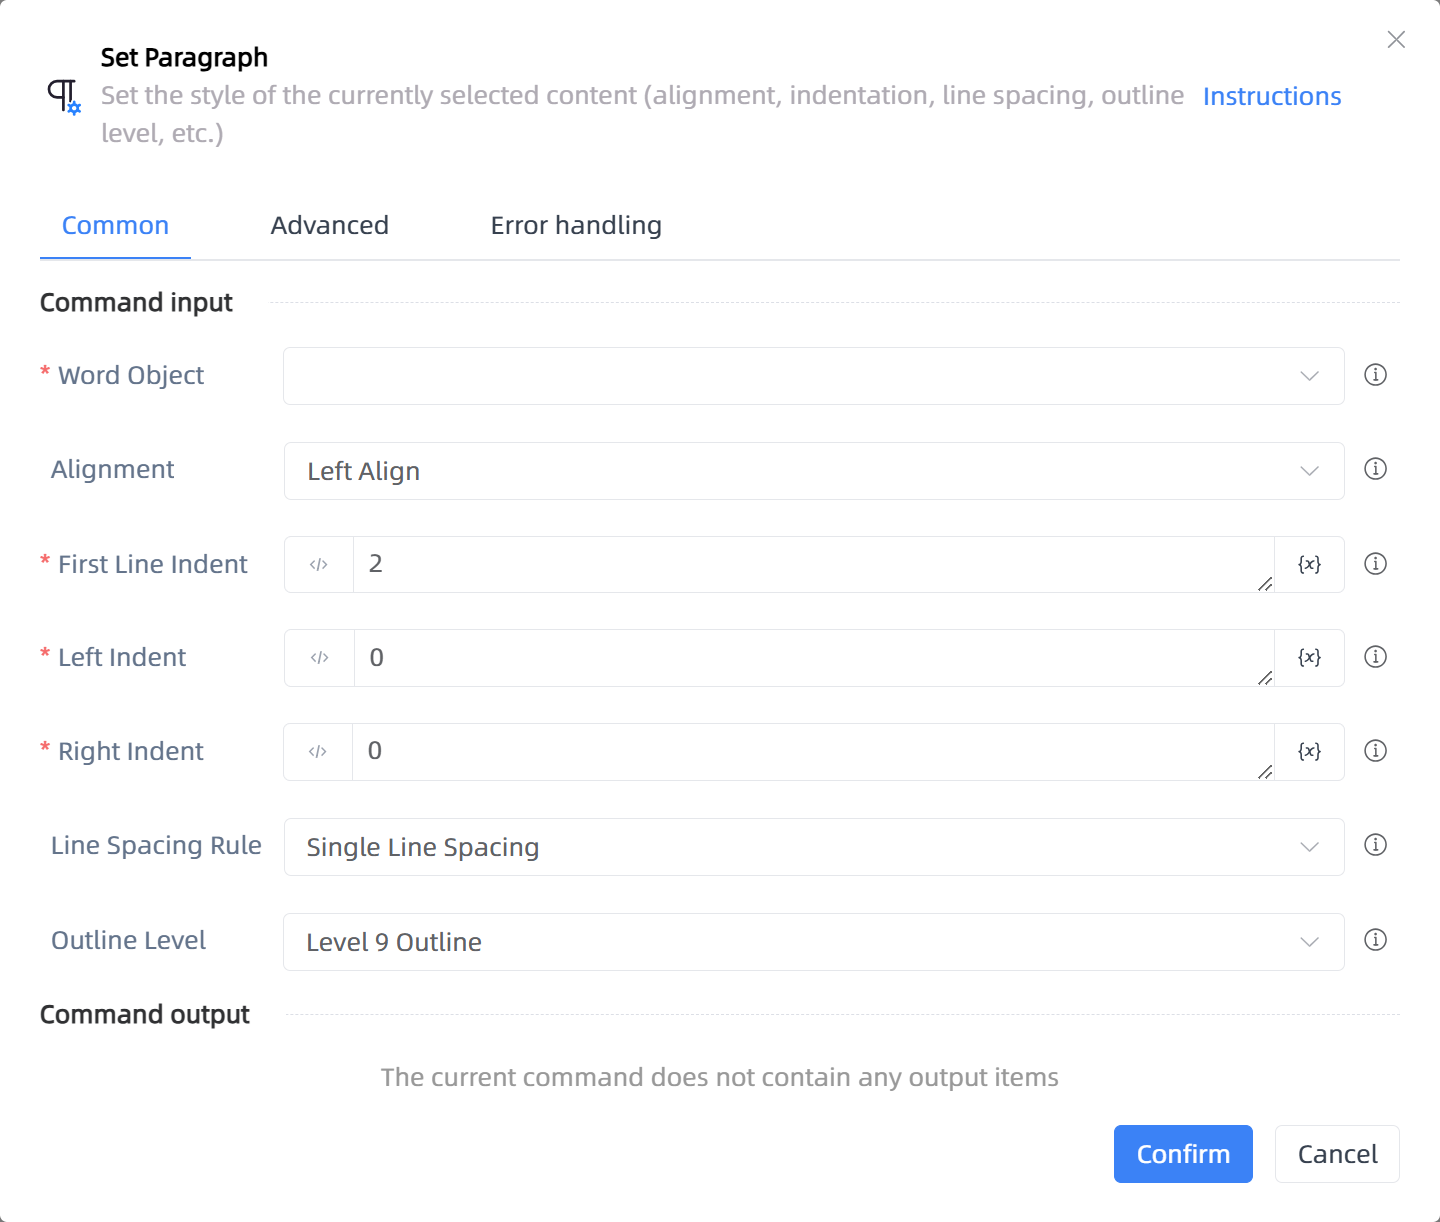 Set Paragraph
Set the style of the currently selected content (alignment, indentation, line spacing, outline
level, etc.)
Instructions
Common
Advanced
Error handling
Command input
* Word Object
Alignment
Left Align
* First Line Indent
</>
2
{x}
* Left Indent
</>
0
{x}
* Right Indent
</>
0
{x}
Line Spacing Rule
Single Line Spacing
Outline Level
Level 9 Outline
Command output
The current command does not contain any output items
Confirm
Cancel